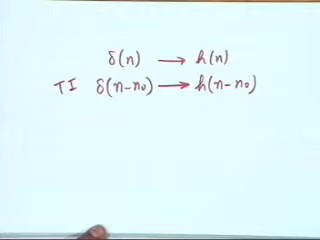 δ(n) → h(n)
TI δ(n-n₀) → h(n-n₀)